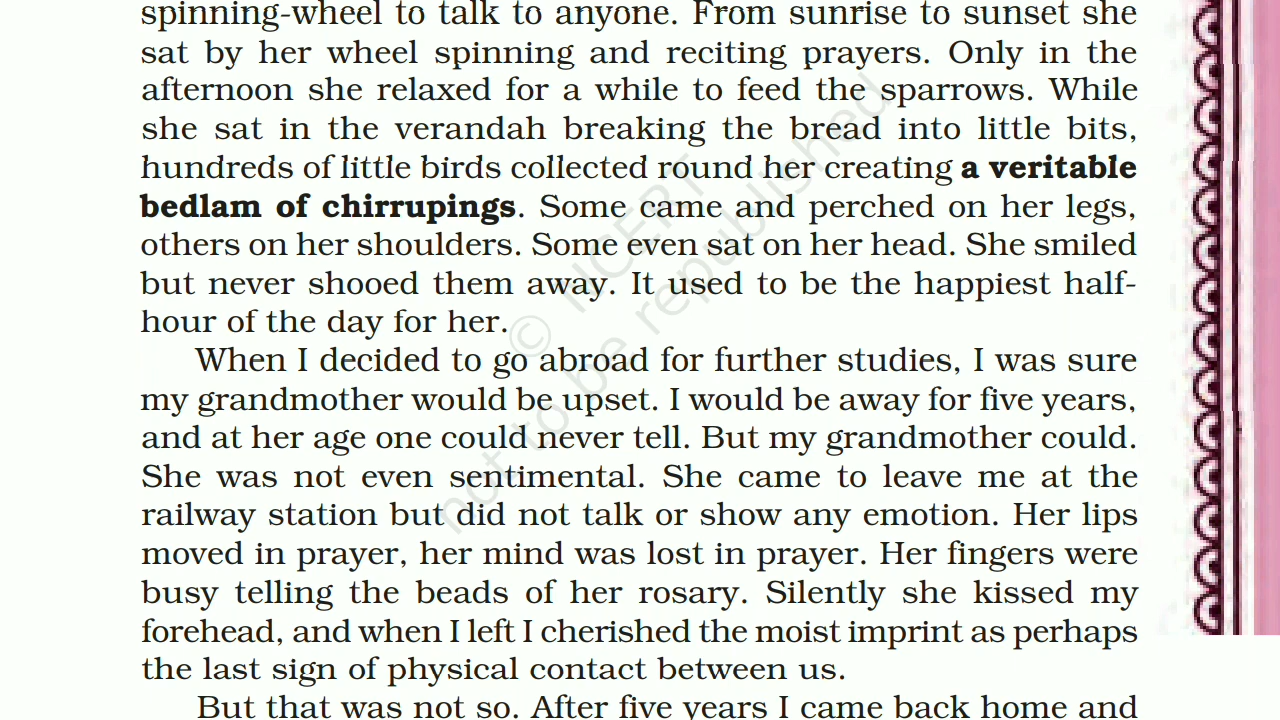 spinning-wheel to talk to anyone. From sunrise to sunset she
sat by her wheel spinning and reciting prayers. Only in the
afternoon she relaxed for a while to feed the sparrows. While
she sat in the verandah breaking the bread into little bits,
hundreds of little birds collected round her creating a veritable
bedlam of chirrupings. Some came and perched on her legs,
others on her shoulders. Some even sat on her head. She smiled
but never shooed them away. It used to be the happiest half-
hour of the day for her.
When I decided to go abroad for further studies, I was sure
my grandmother would be upset. I would be away for five years,
and at her age one could never tell. But my grandmother could.
She was not even sentimental. She came to leave me at the
railway station but did not talk or show any emotion. Her lips
moved in prayer, her mind was lost in prayer. Her fingers were
busy telling the beads of her rosary. Silently she kissed my
forehead, and when I left I cherished the moist imprint as perhaps
the last sign of physical contact between us.
But that was not so. After five years I came back home and
© NCERT
not to be republished